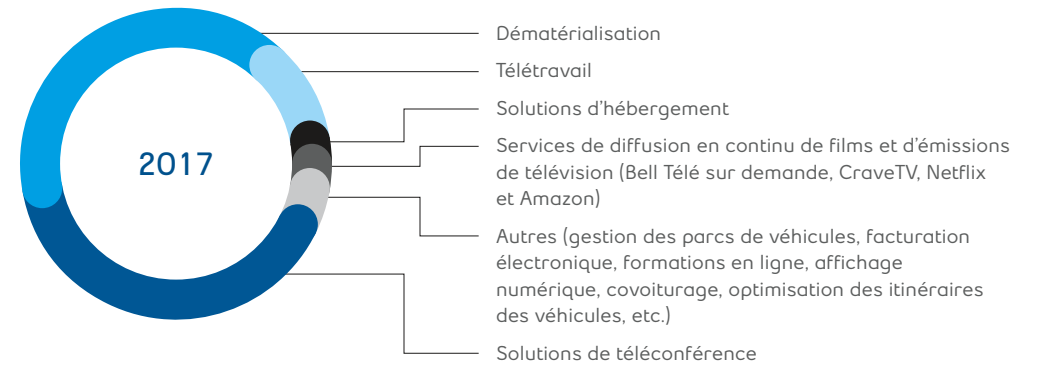 2017
Dématérialisation
Télétravail
Solutions d’hébergement
Services de diffusion en continu de films et d’émissions
de télévision (Bell Télé sur demande, CraveTV, Netflix
et Amazon)
Autres (gestion des parcs de véhicules, facturation
électronique, formations en ligne, affichage
numérique, covoiturage, optimisation des itinéraires
des véhicules, etc.)
Solutions de téléconférence